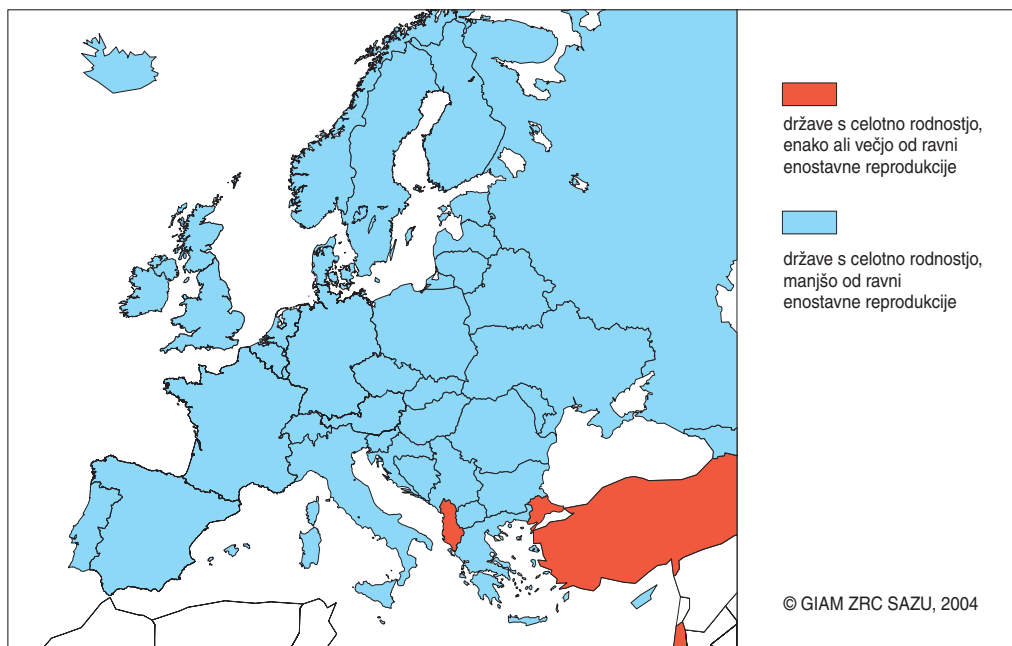 države s celotno rodnostjo,
enako ali večjo od ravni
enostavne reprodukcije
države s celotno rodnostjo,
manjšo od ravni
enostavne reprodukcije
© GIAM ZRC SAZU, 2004